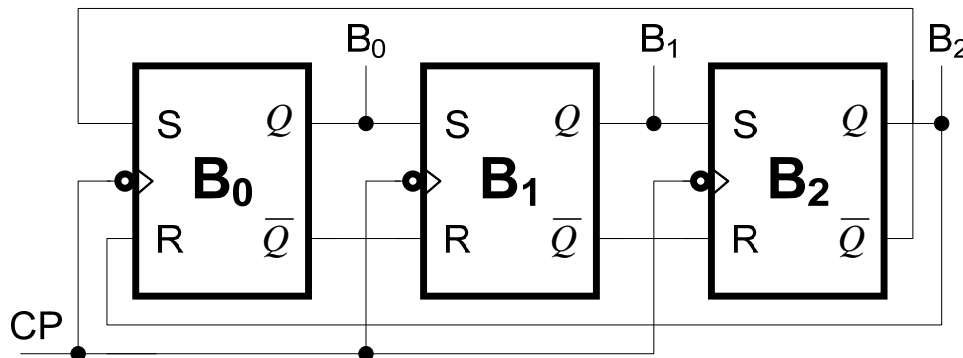 B₀ B₁ B₂
S Q S Q S Q
B₀ B₁ B₂
R Q̅ R Q̅ R Q̅
CP